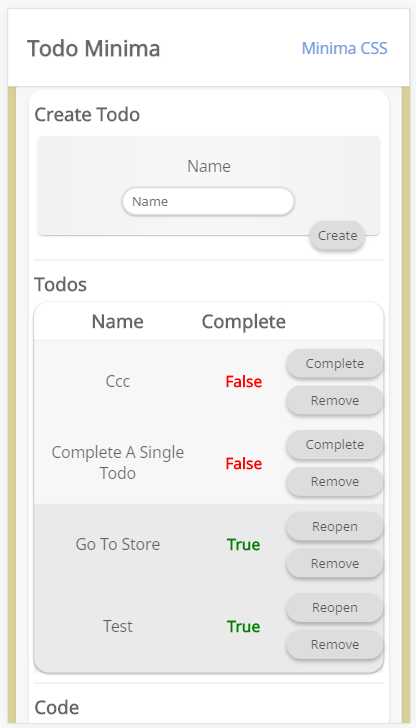 Todo Minima Minima CSS
Create Todo
Name
Name
Create
Todos
Name Complete
Ccc False Complete
Remove
Complete A Single Todo False Complete
Remove
Go To Store True Reopen
Remove
Test True Reopen
Remove
Code